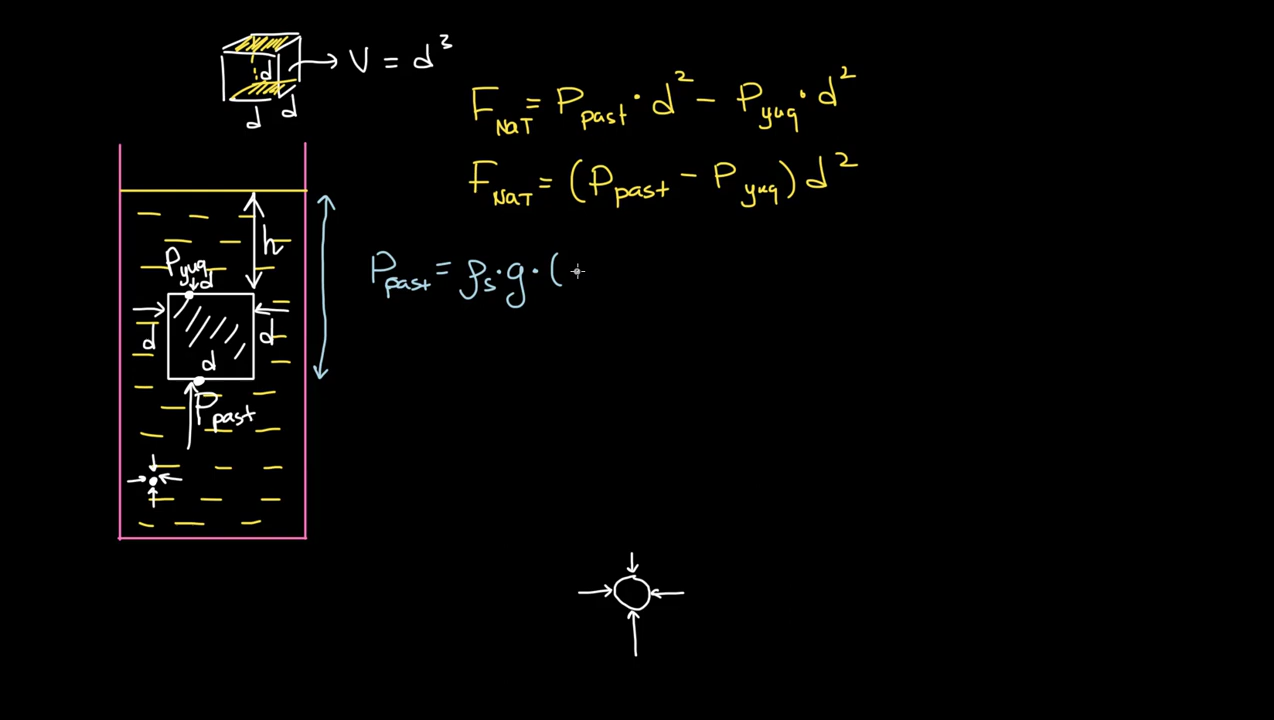 V = d³
d
d d
F_NaT = P_past · d² − P_yuq · d²
F_NaT = (P_past − P_yuq) d²
h
P_yuq
d
P_past = ρ_s · g · (
d d
d
P_past